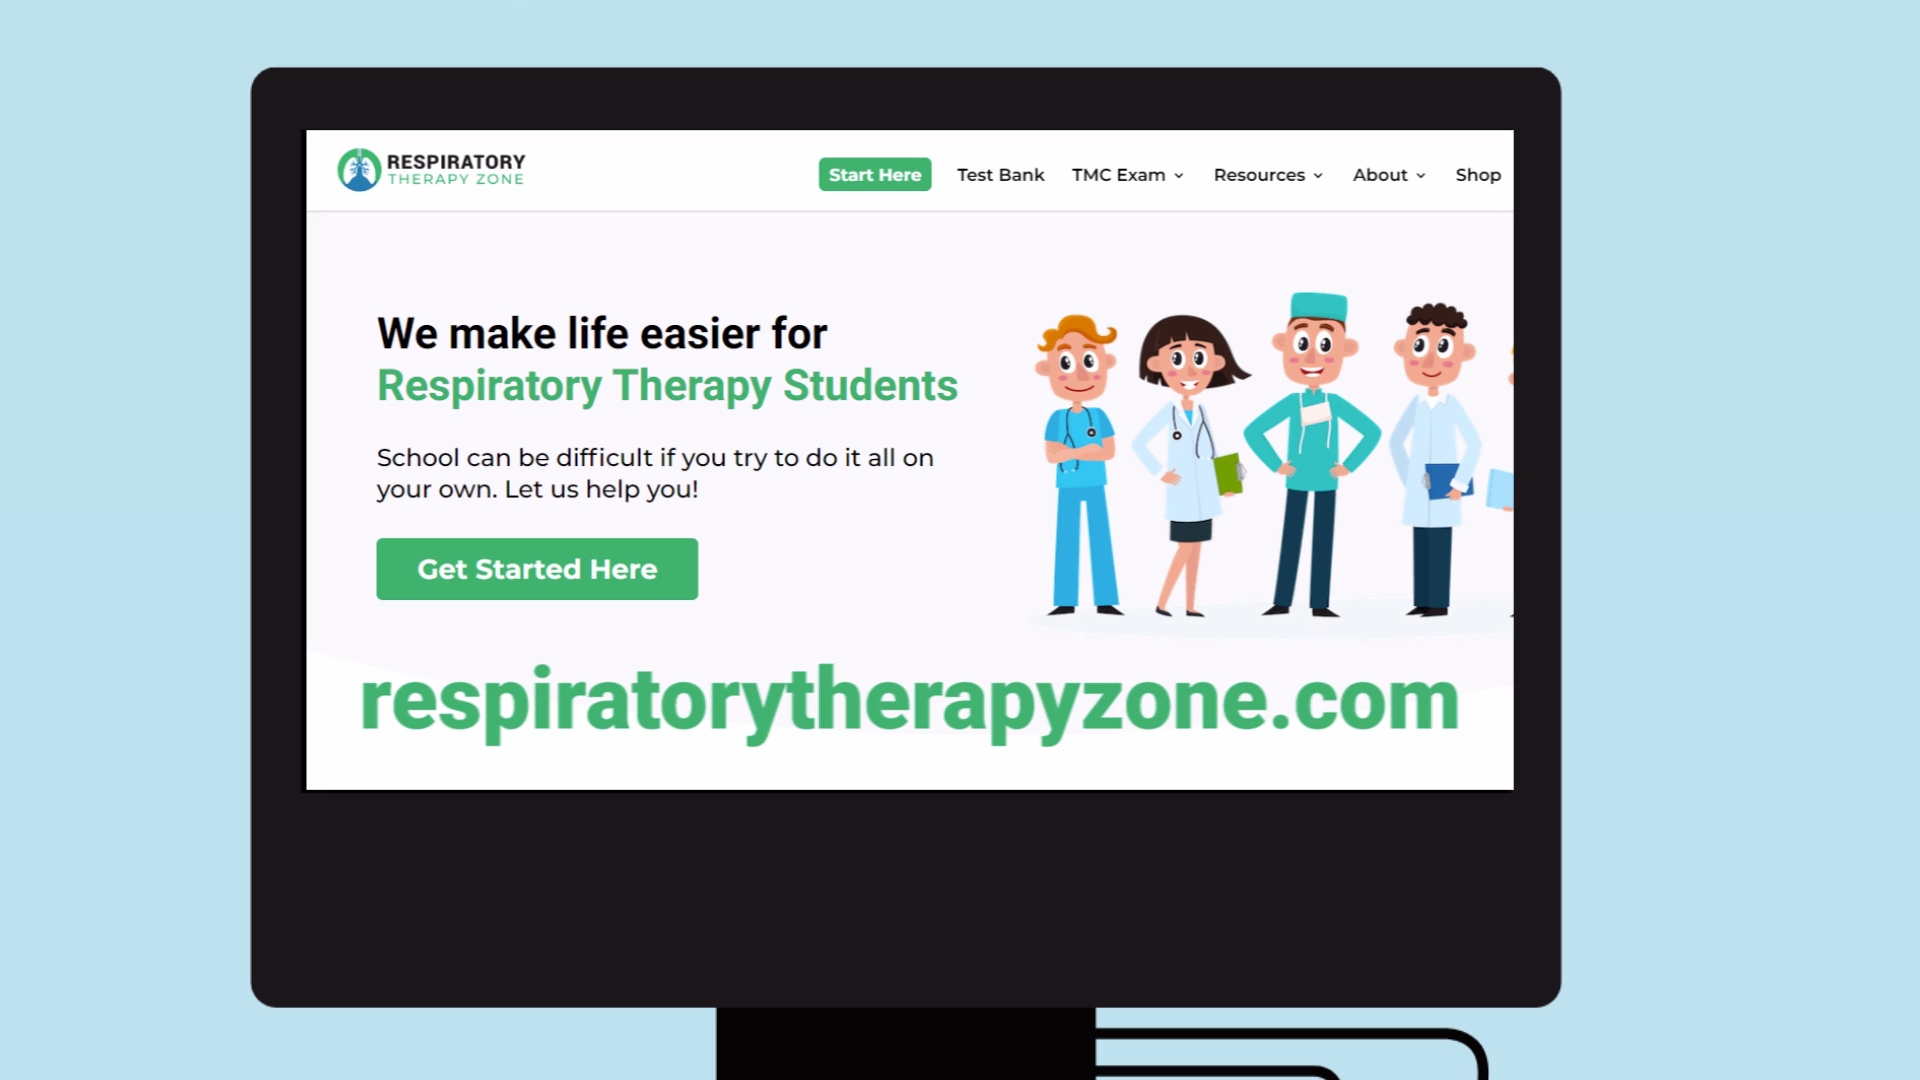 RESPIRATORY
THERAPY ZONE
Start Here
Test Bank
TMC Exam
Resources
About
Shop
We make life easier for
Respiratory Therapy Students
School can be difficult if you try to do it all on
your own. Let us help you!
Get Started Here
respiratorytherapyzone.com